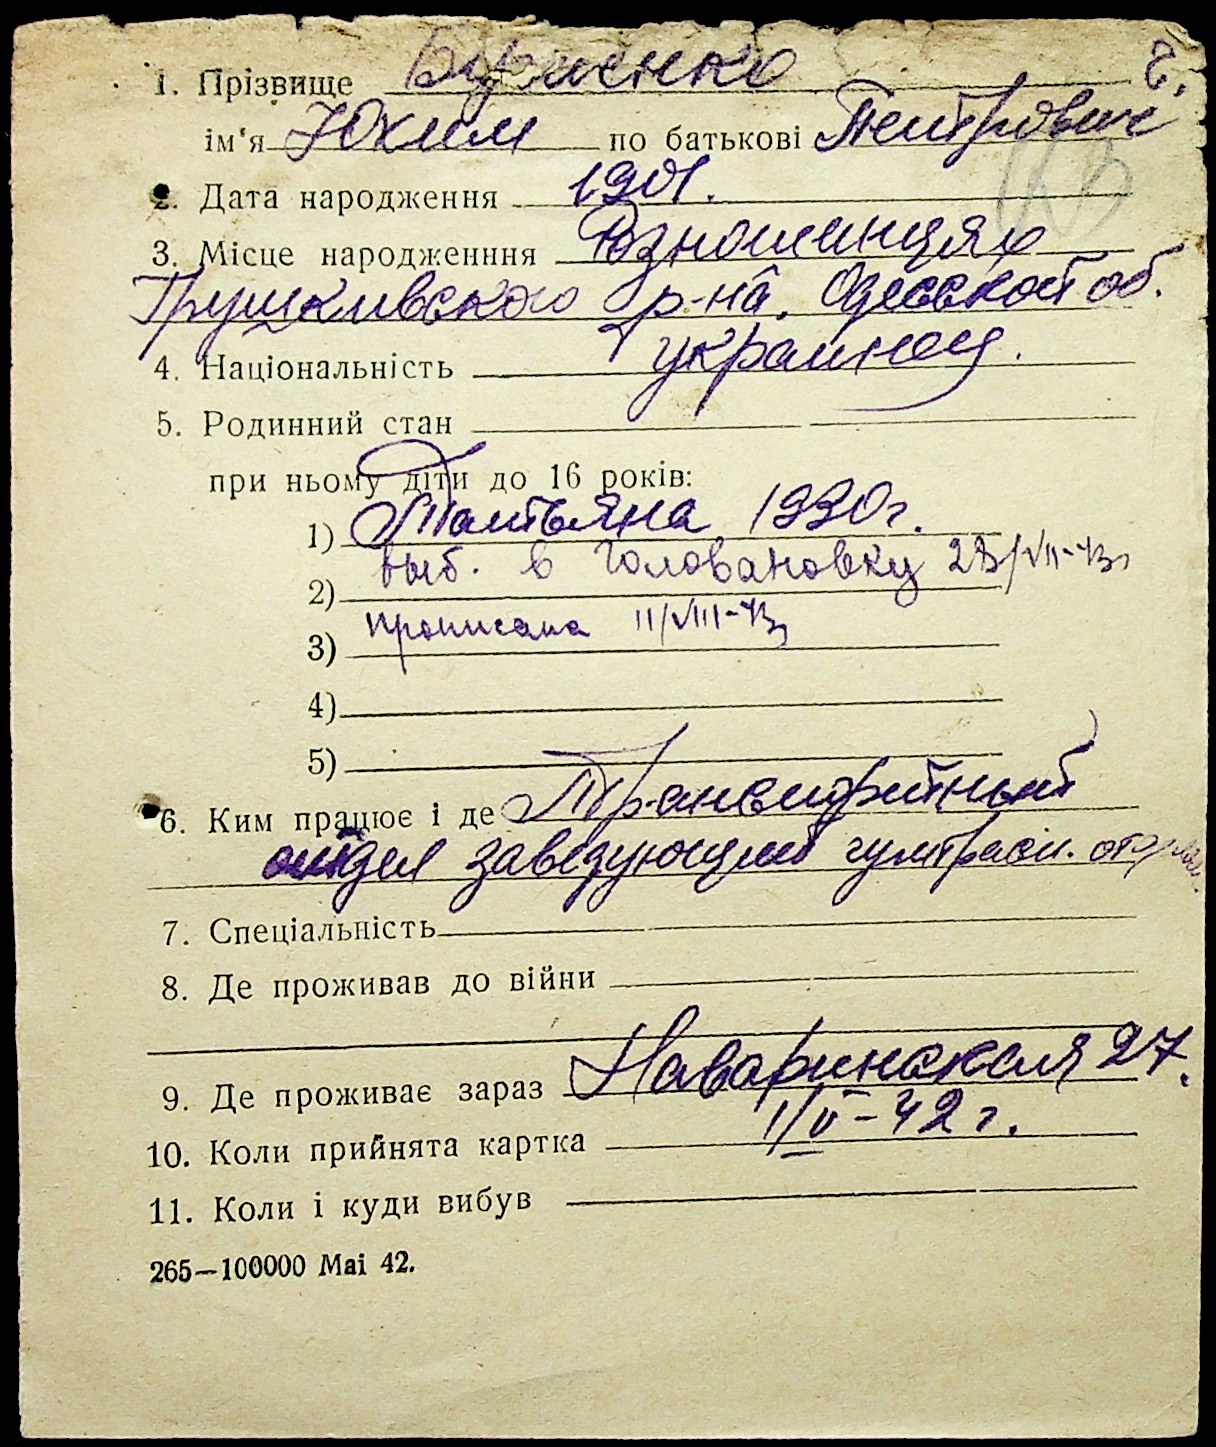 1. Прізвище Бурменко г.
ім'я Юхим по батькові Петрович
2. Дата народження 1901.
3. Місце народженння
р-на, Одесской об.
4. Національність украинец.
5. Родинний стан
при ньому діти до 16 років:
1) Татьяна 1930г.
2) выб. в Головановку 28/VII-43г
3) прописана 11/VIII-43г
4)
5)
6. Ким працює і де
отдел заведующий отделом.
7. Спеціальність
8. Де проживав до війни
9. Де проживає зараз Наваринская 27.
10. Коли прийнята картка 1/V-42г.
11. Коли і куди вибув
265—100000 Mai 42.